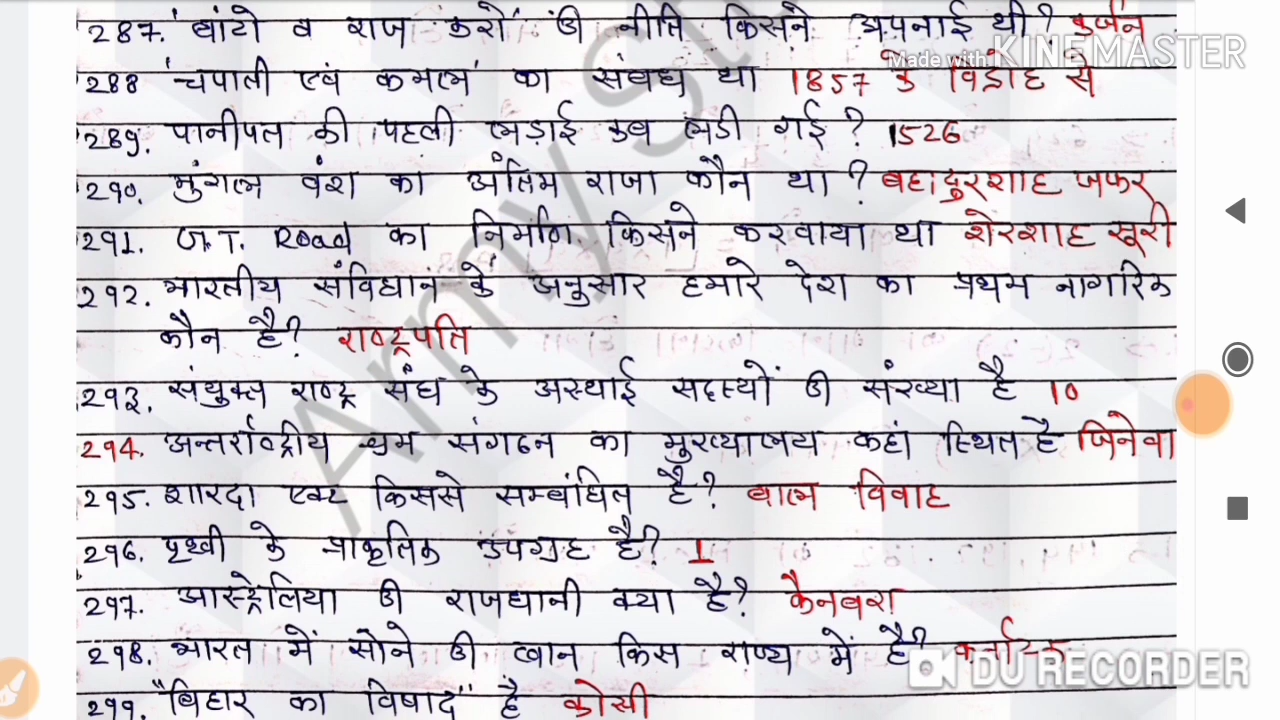 287. 'बांटो व राज करो' की नीति किसने अपनाई थी? कर्जन
Made with KINEMASTER
288 'चपाती एवं कमल' का संबंध था 1857 के विद्रोह से
289. पानीपत की पहली लड़ाई कब लडी गई? 1526
290. मुगल वंश का अंतिम राजा कौन था? बहादुरशाह जफर
291. G.T. Road का निर्माण किसने करवाया था शेरशाह सूरी
292. भारतीय संविधान के अनुसार हमारे देश का प्रथम नागरिक
कौन है? राष्ट्रपति
293. संयुक्त राष्ट्र संघ के अस्थाई सदस्यों की संख्या है 10
294. अन्तर्राष्ट्रीय श्रम संगठन का मुख्यालय कहां स्थित है जिनेवा
295. शारदा एक्ट किससे सम्बंधित है? बाल विवाह
296. पृथ्वी के प्राकृतिक उपग्रह है? 1
297. आस्ट्रेलिया की राजधानी क्या है? कैनबरा
298. भारत में सोने की खान किस राज्य में है? कर्नाटक
DU RECORDER
299. "बिहार का विषाद" है कोसी